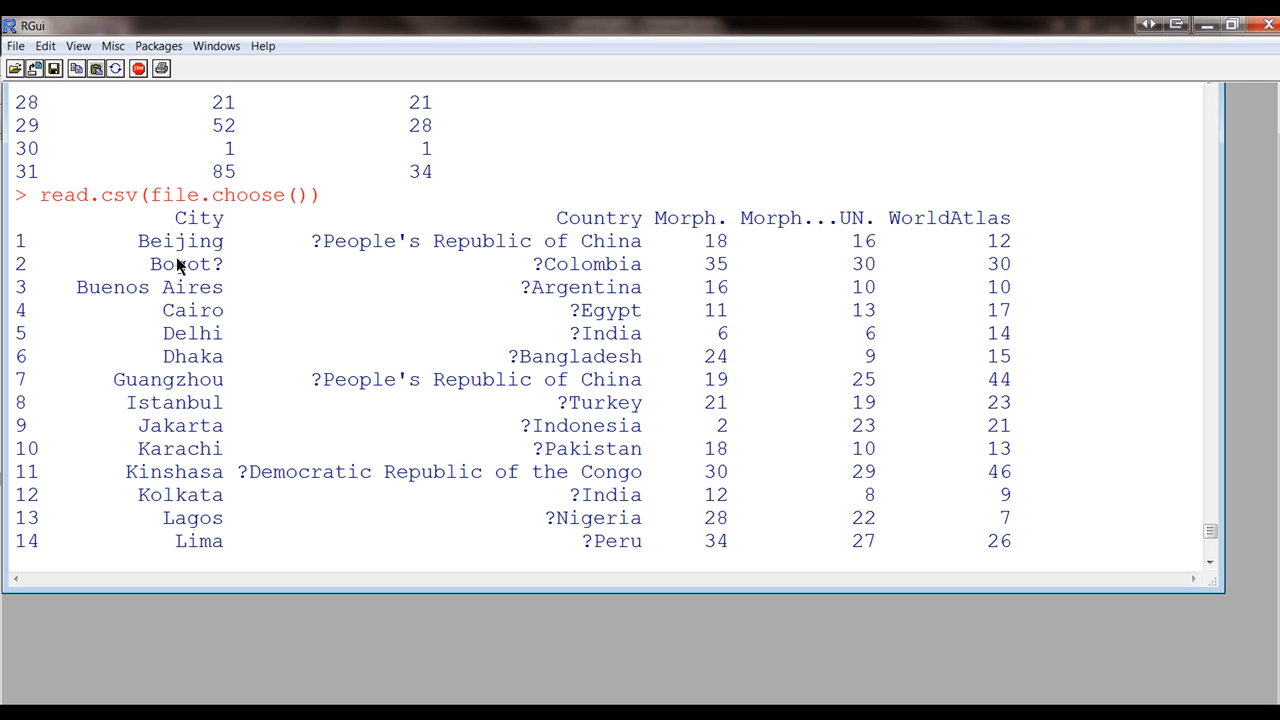 RGui
File Edit View Misc Packages Windows Help
STOP
28 21 21
29 52 28
30 1 1
31 85 34
> read.csv(file.choose())
City Country Morph. Morph...UN. WorldAtlas
1 Beijing ?People's Republic of China 18 16 12
2 Bogot? ?Colombia 35 30 30
3 Buenos Aires ?Argentina 16 10 10
4 Cairo ?Egypt 11 13 17
5 Delhi ?India 6 6 14
6 Dhaka ?Bangladesh 24 9 15
7 Guangzhou ?People's Republic of China 19 25 44
8 Istanbul ?Turkey 21 19 23
9 Jakarta ?Indonesia 2 23 21
10 Karachi ?Pakistan 18 10 13
11 Kinshasa ?Democratic Republic of the Congo 30 29 46
12 Kolkata ?India 12 8 9
13 Lagos ?Nigeria 28 22 7
14 Lima ?Peru 34 27 26